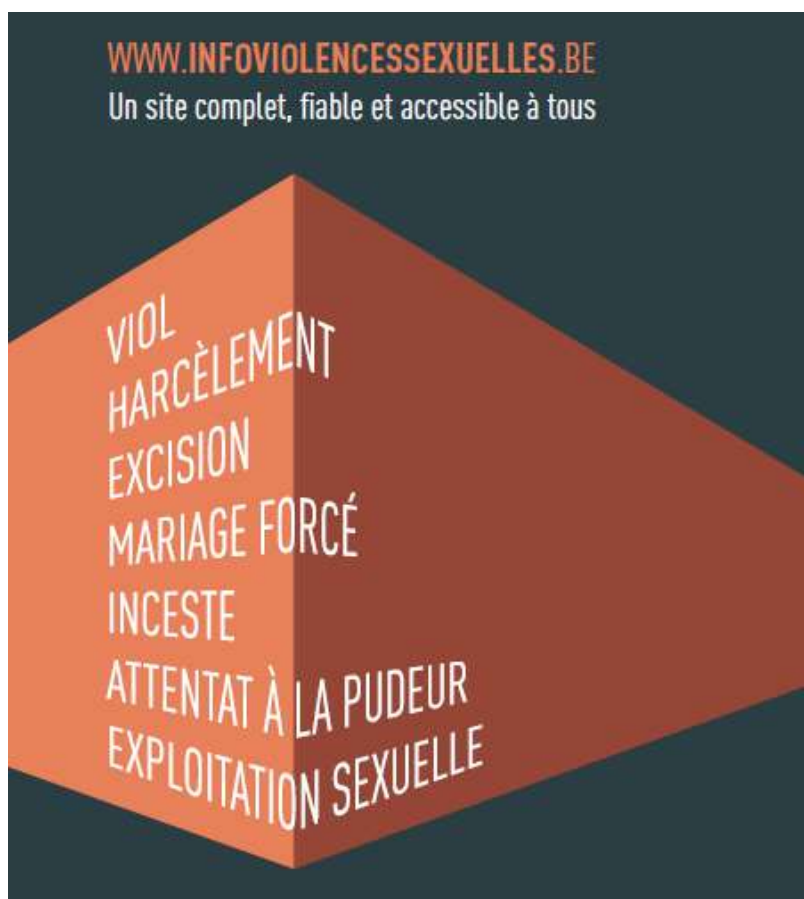 WWW.INFOVIOLENCESSEXUELLES.BE
Un site complet, fiable et accessible à tous
VIOL
HARCÈLEMENT
EXCISION
MARIAGE FORCÉ
INCESTE
ATTENTAT À LA PUDEUR
EXPLOITATION SEXUELLE